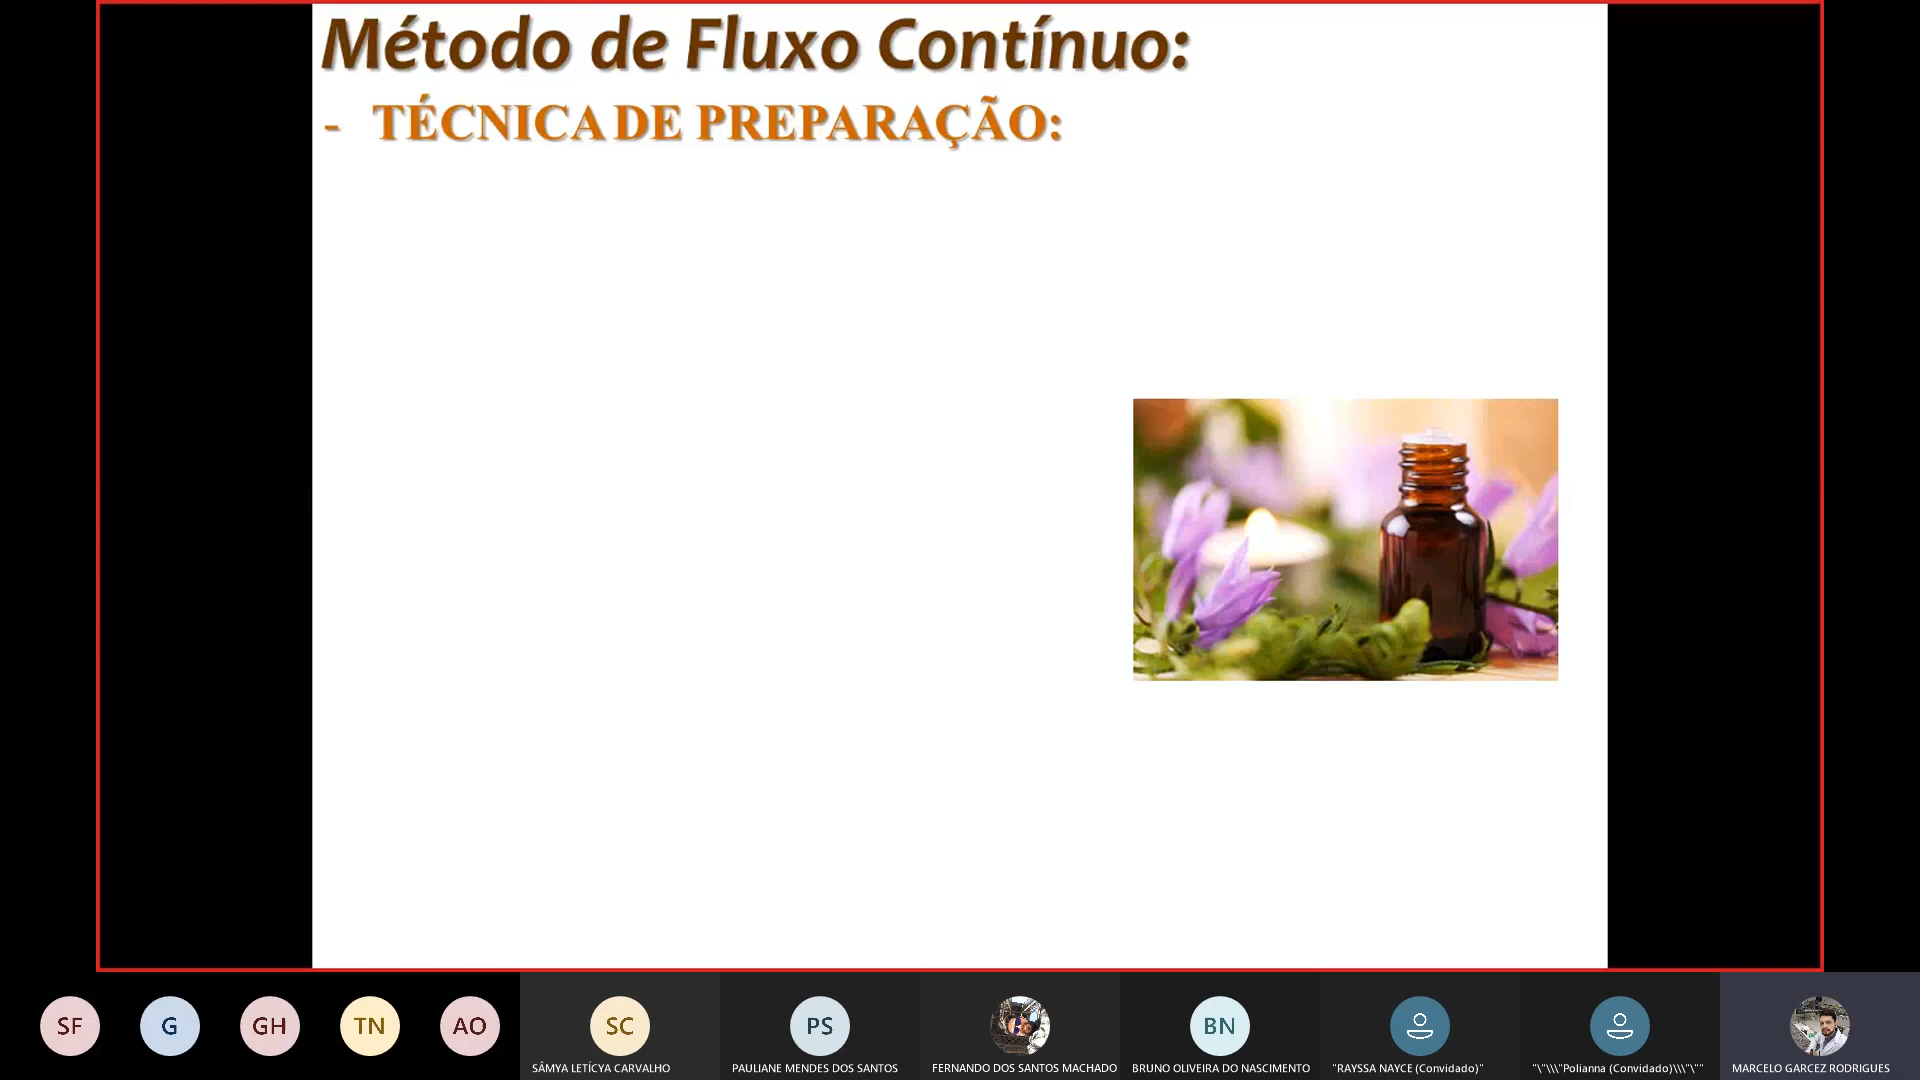 Método de Fluxo Contínuo:
- TÉCNICA DE PREPARAÇÃO:
SF
G
GH
TN
AO
SC
PS
BN
SÂMYA LETÍCYA CARVALHO
PAULIANE MENDES DOS SANTOS
FERNANDO DOS SANTOS MACHADO
BRUNO OLIVEIRA DO NASCIMENTO
"RAYSSA NAYCE (Convidado)"
"\"\\\"Polianna (Convidado)\\\"\""
MARCELO GARCEZ RODRIGUES